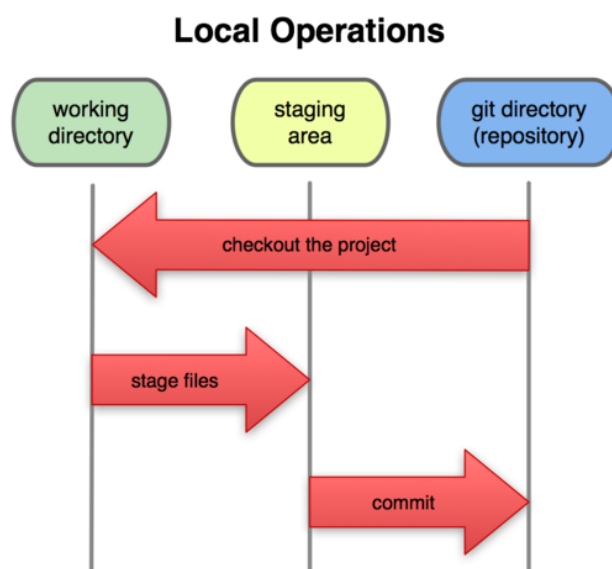 Local Operations
working
directory
staging
area
git directory
(repository)
checkout the project
stage files
commit